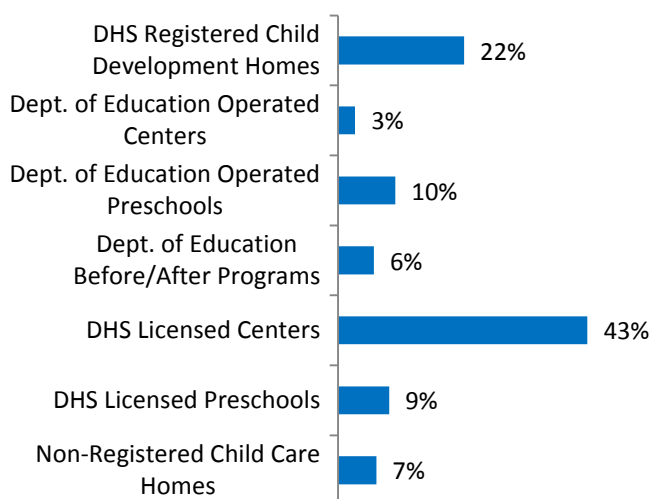 DHS Registered Child
Development Homes
22%
Dept. of Education Operated
Centers
3%
Dept. of Education Operated
Preschools
10%
Dept. of Education
Before/After Programs
6%
DHS Licensed Centers
43%
DHS Licensed Preschools
9%
Non-Registered Child Care
Homes
7%